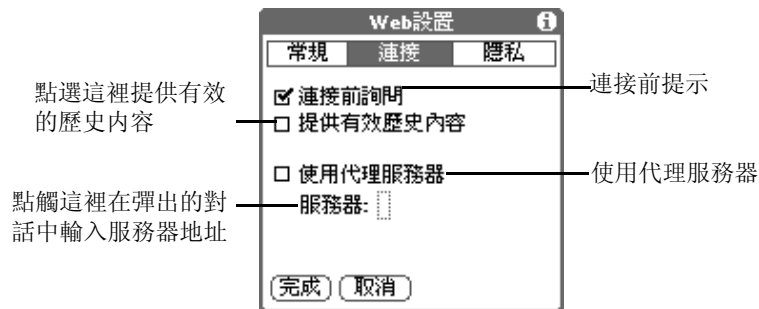 Web設置
常規 連接 隱私
點選這裡提供有效
的歷史內容
連接前詢問
連接前提示
提供有效歷史內容
使用代理服務器
使用代理服務器
點觸這裡在彈出的對
話中輸入服務器地址
服務器:
完成 取消